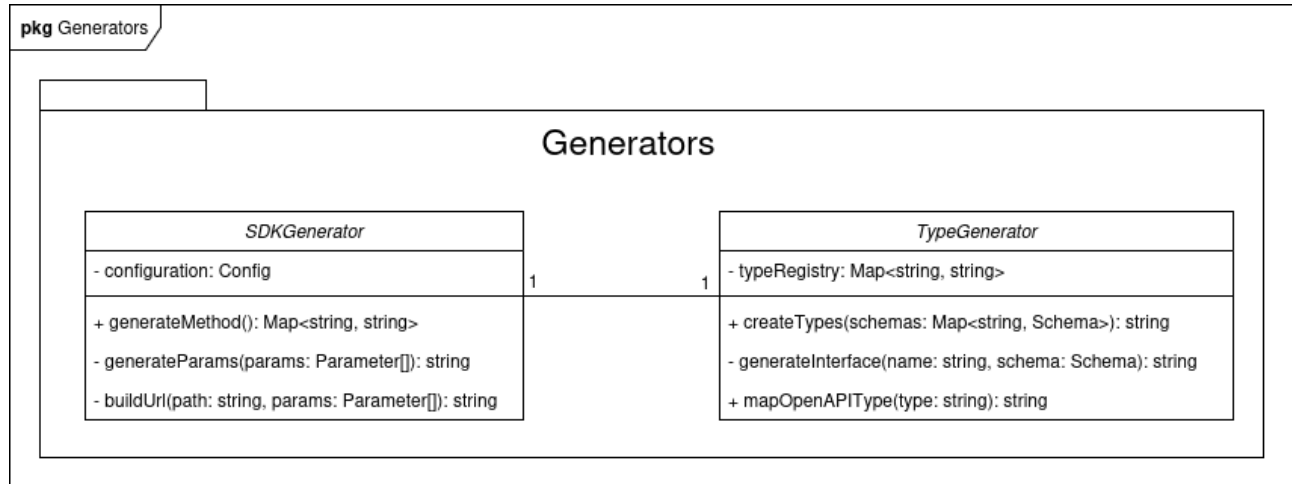 pkg Generators
Generators
SDKGenerator
- configuration: Config
+ generateMethod(): Map<string, string>
- generateParams(params: Parameter[]): string
- buildUrl(path: string, params: Parameter[]): string
1
1
TypeGenerator
- typeRegistry: Map<string, string>
+ createTypes(schemas: Map<string, Schema>): string
- generateInterface(name: string, schema: Schema): string
+ mapOpenAPIType(type: string): string